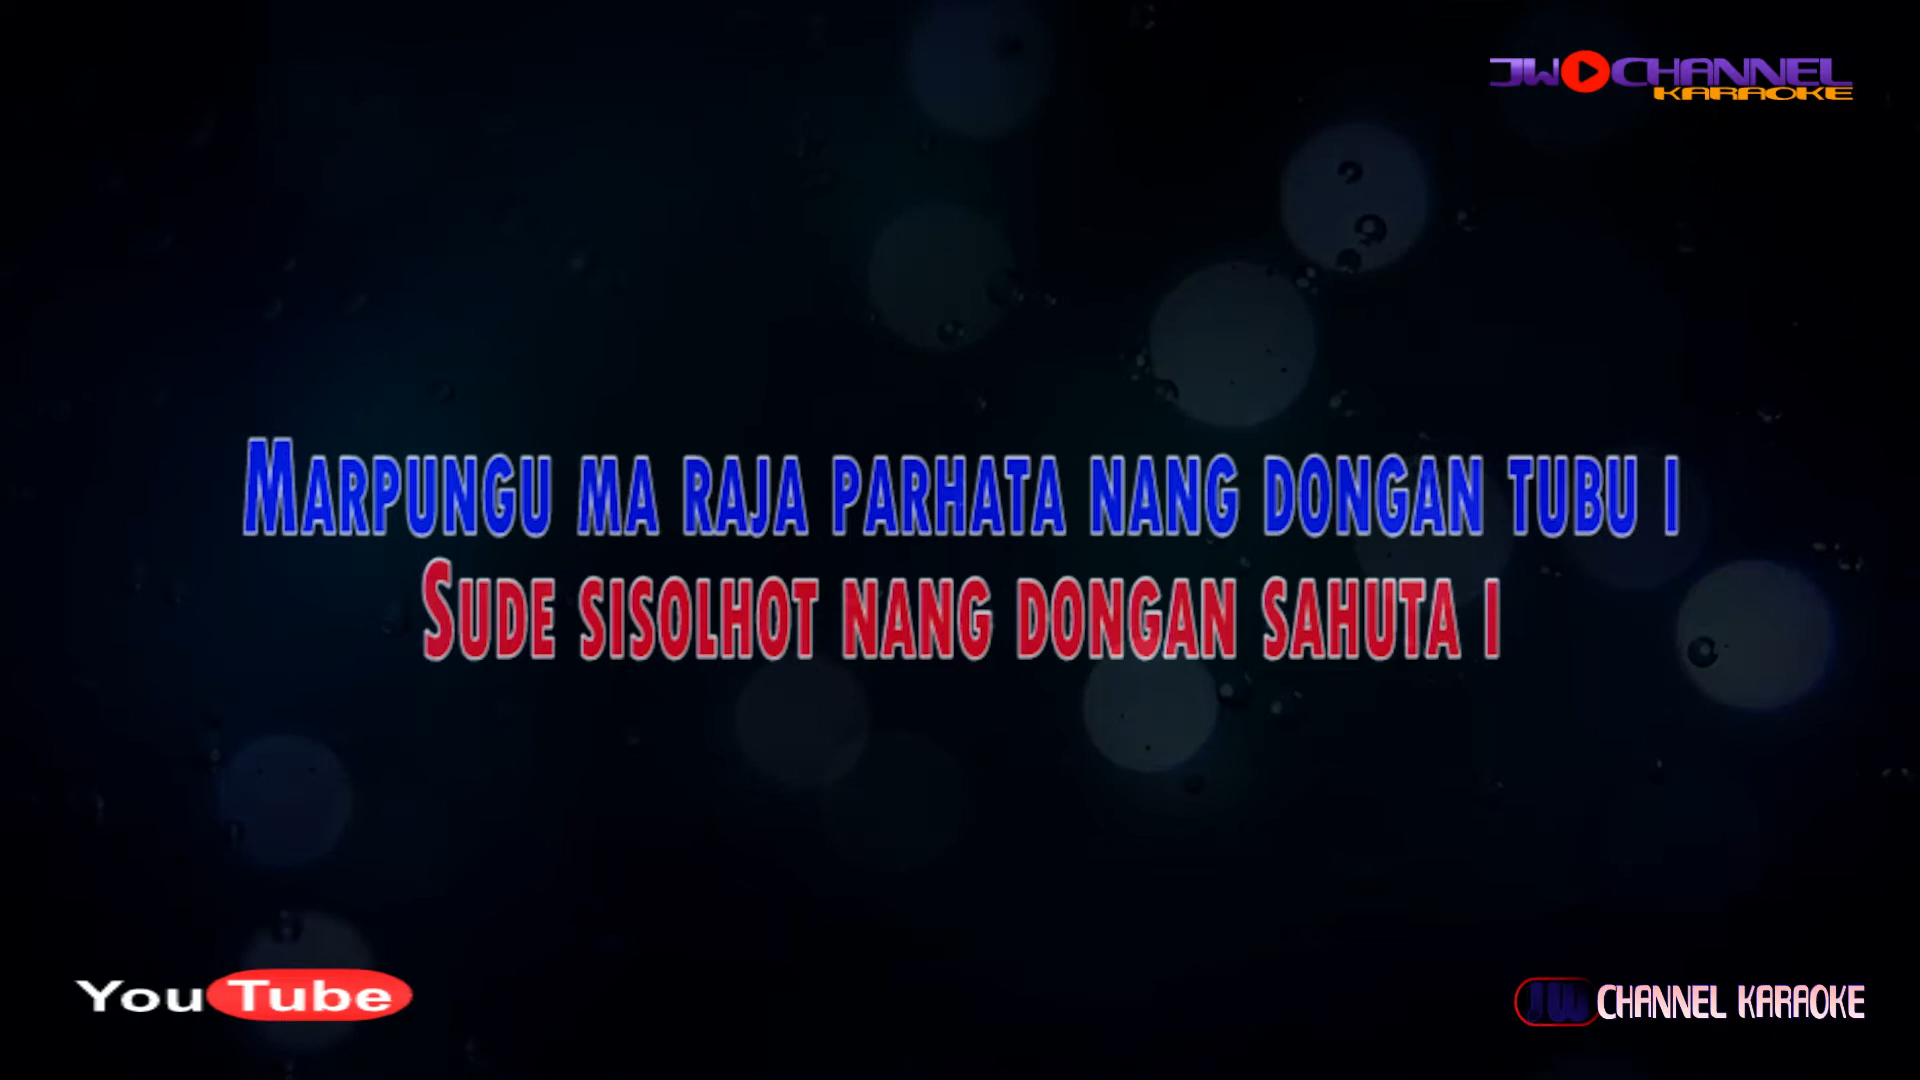 JW CHANNEL
KARAOKE
Marpungu ma raja parhata nang dongan tubu i
Sude sisolhot nang dongan sahuta i
YouTube
JW CHANNEL KARAOKE